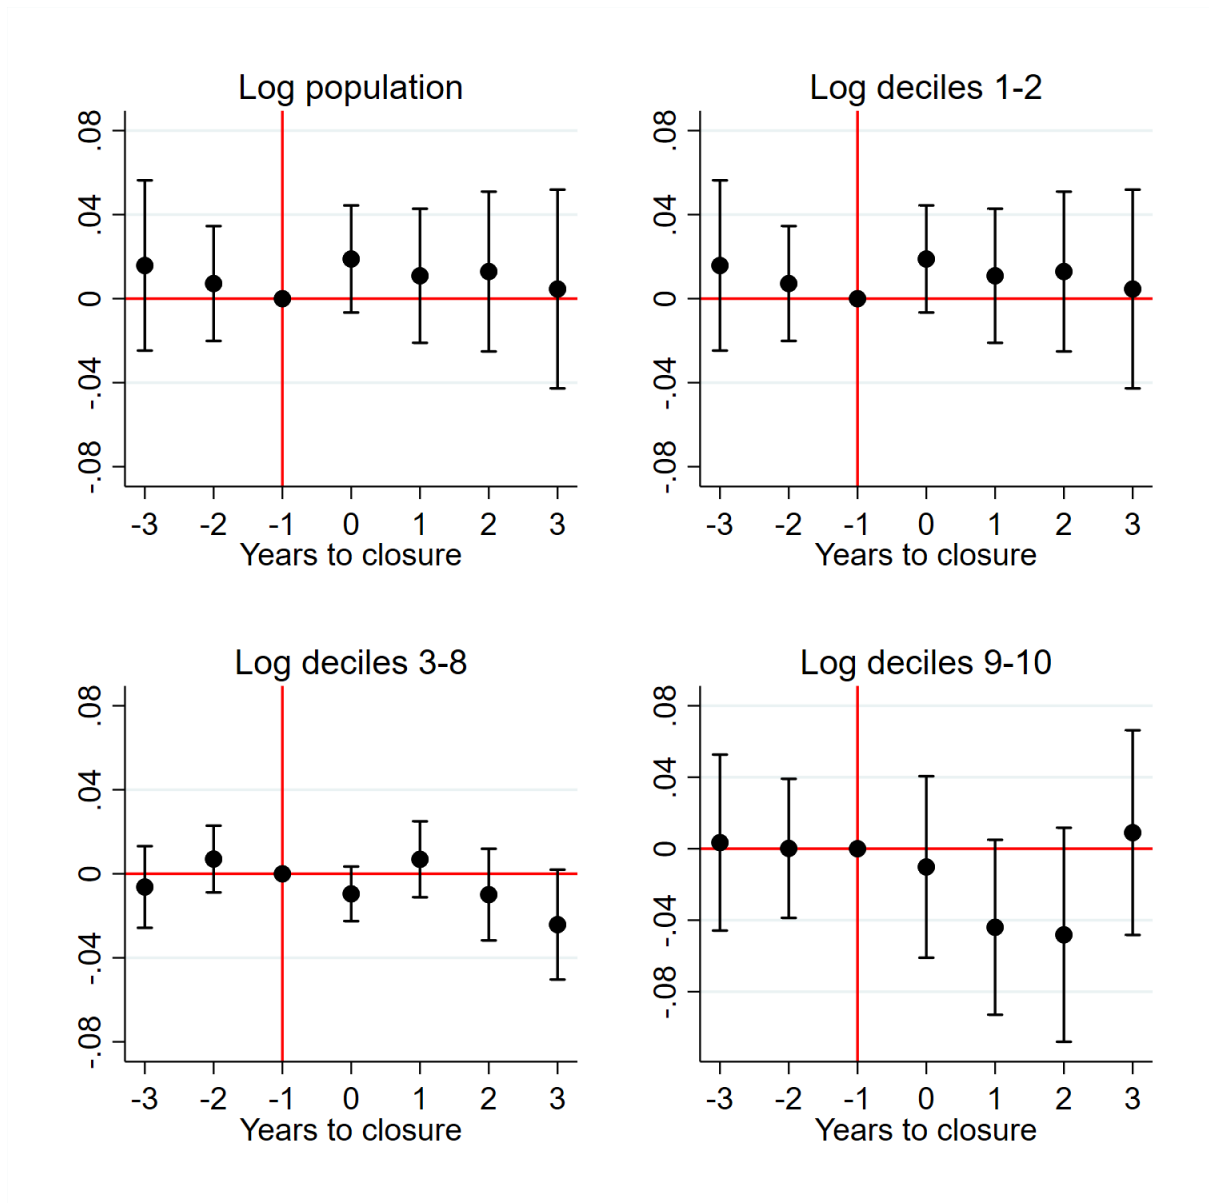 Log population
.08
.04
0
-.04
-.08
-3 -2 -1 0 1 2 3
Years to closure
Log deciles 1-2
.08
.04
0
-.04
-.08
-3 -2 -1 0 1 2 3
Years to closure
Log deciles 3-8
.08
.04
0
-.04
-.08
-3 -2 -1 0 1 2 3
Years to closure
Log deciles 9-10
.08
.04
0
-.04
-.08
-3 -2 -1 0 1 2 3
Years to closure